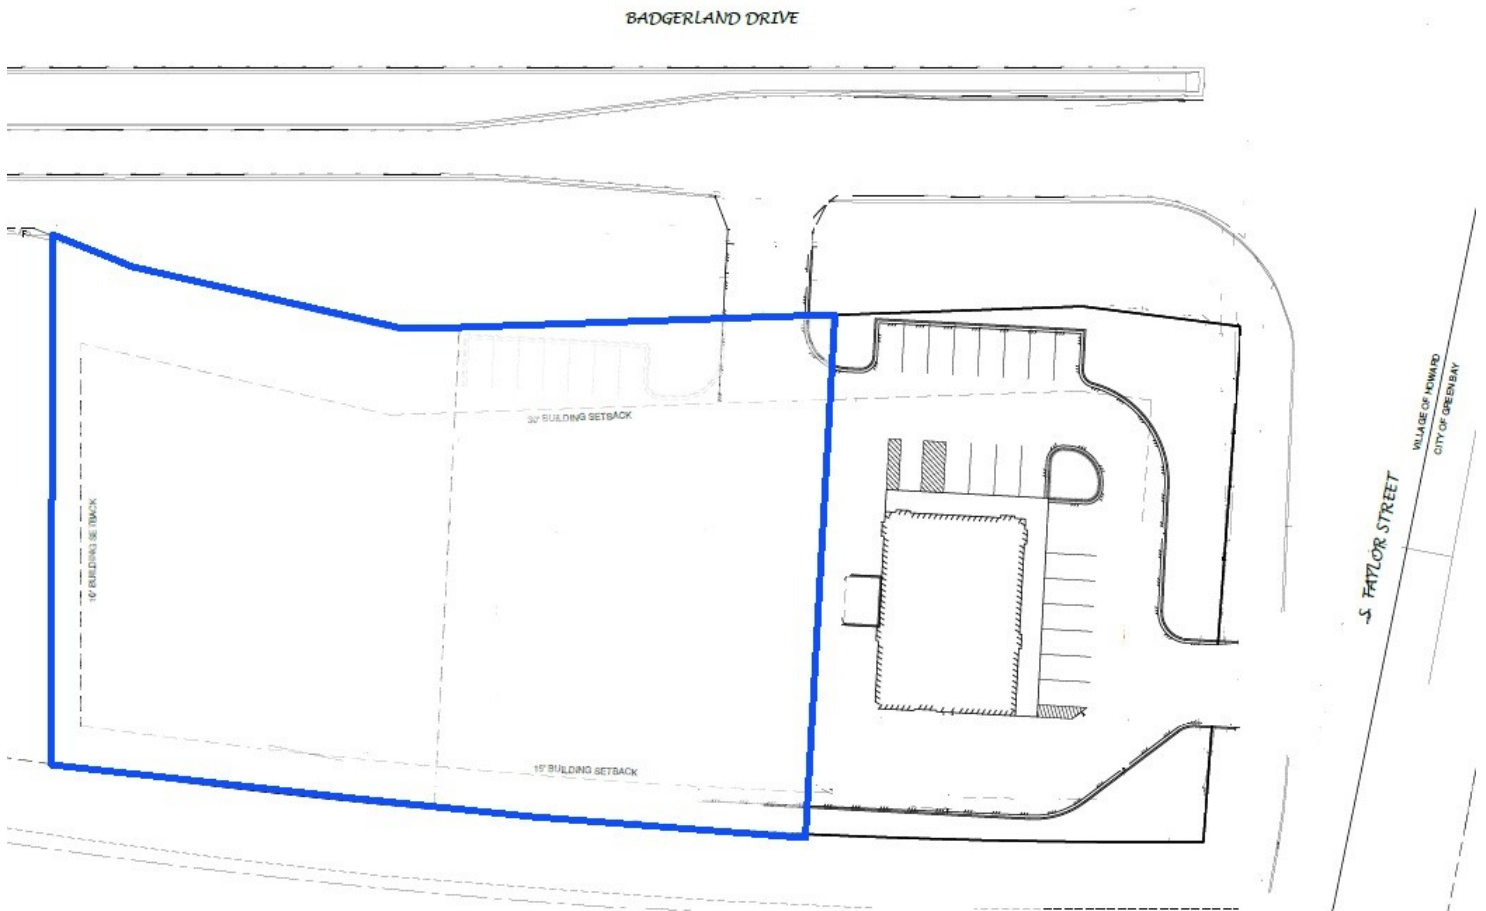 BADGERLAND DRIVE
VILLAGE OF HOWARD
CITY OF GREEN BAY
30' BUILDING SETBACK
S. TAYLOR STREET
10' BUILDING SETBACK
15' BUILDING SETBACK